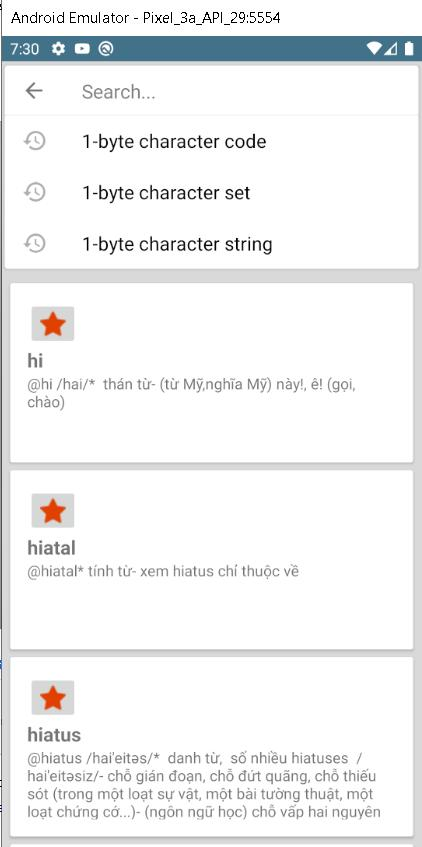 Android Emulator - Pixel_3a_API_29:5554
7:30
Search...
1-byte character code
1-byte character set
1-byte character string
hi
@hi /hai/*  thán từ- (từ Mỹ,nghĩa Mỹ) này!, ê! (gọi,
chào)
hiatal
@hiatal* tính từ- xem hiatus chỉ thuộc về
hiatus
@hiatus /hai'eitəs/*  danh từ,  số nhiều hiatuses  /
hai'eitəsiz/- chỗ gián đoạn, chỗ đứt quãng, chỗ thiếu
sót (trong một loạt sự vật, một bài tường thuật, một
loạt chứng cớ...)- (ngôn ngữ học) chỗ vấp hai nguyên